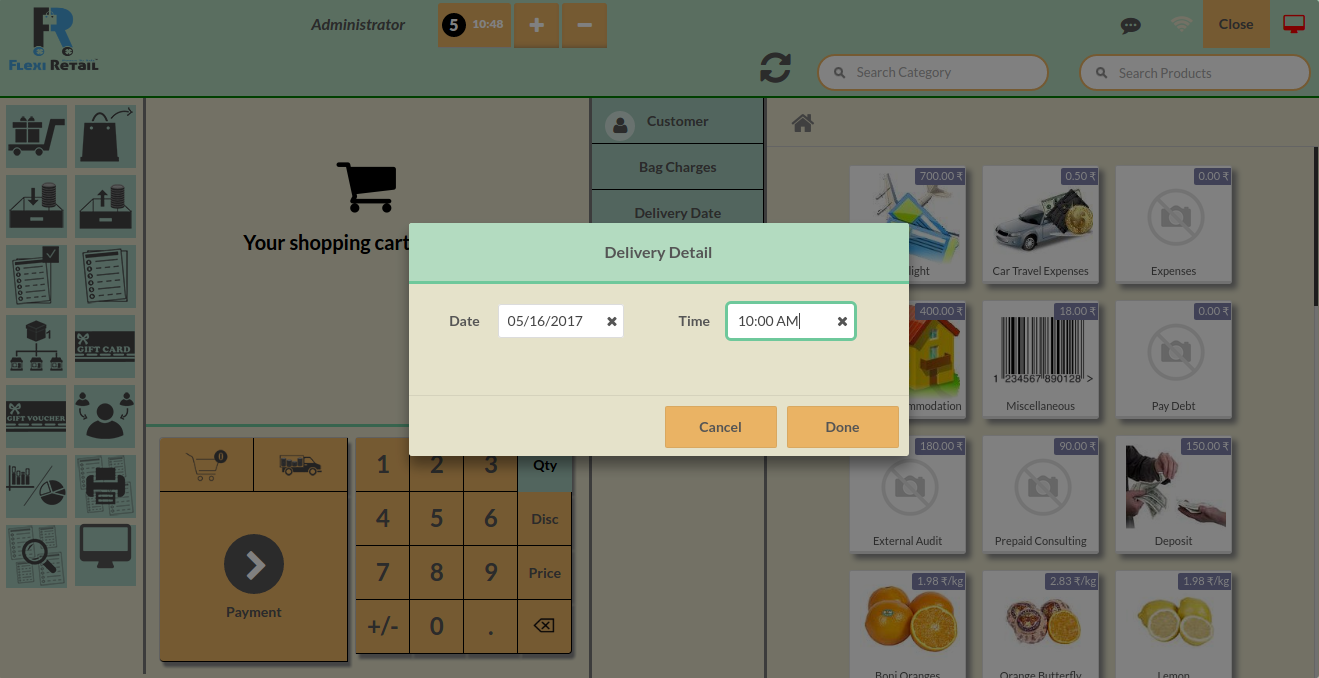 FLEXI RETAIL
Administrator
5 10:48
+
−
Close
Search Category
Search Products
Customer
Bag Charges
Delivery Date
Your shopping cart
Delivery Detail
Date
05/16/2017
Time
10:00 AM
Cancel
Done
1
GIFT CARD
GIFT VOUCHER
0
Payment
1 2 3 Qty
4 5 6 Disc
7 8 9 Price
+/- 0 .
700.00 ₹
0.50 ₹
Car Travel Expenses
0.00 ₹
Expenses
400.00 ₹
18.00 ₹
1 234567 890128 >
Miscellaneous
0.00 ₹
Pay Debt
180.00 ₹
External Audit
90.00 ₹
Prepaid Consulting
150.00 ₹
Deposit
1.98 ₹/kg
Boni Oranges
2.83 ₹/kg
Orange Butterfly
1.98 ₹/kg
Lemon